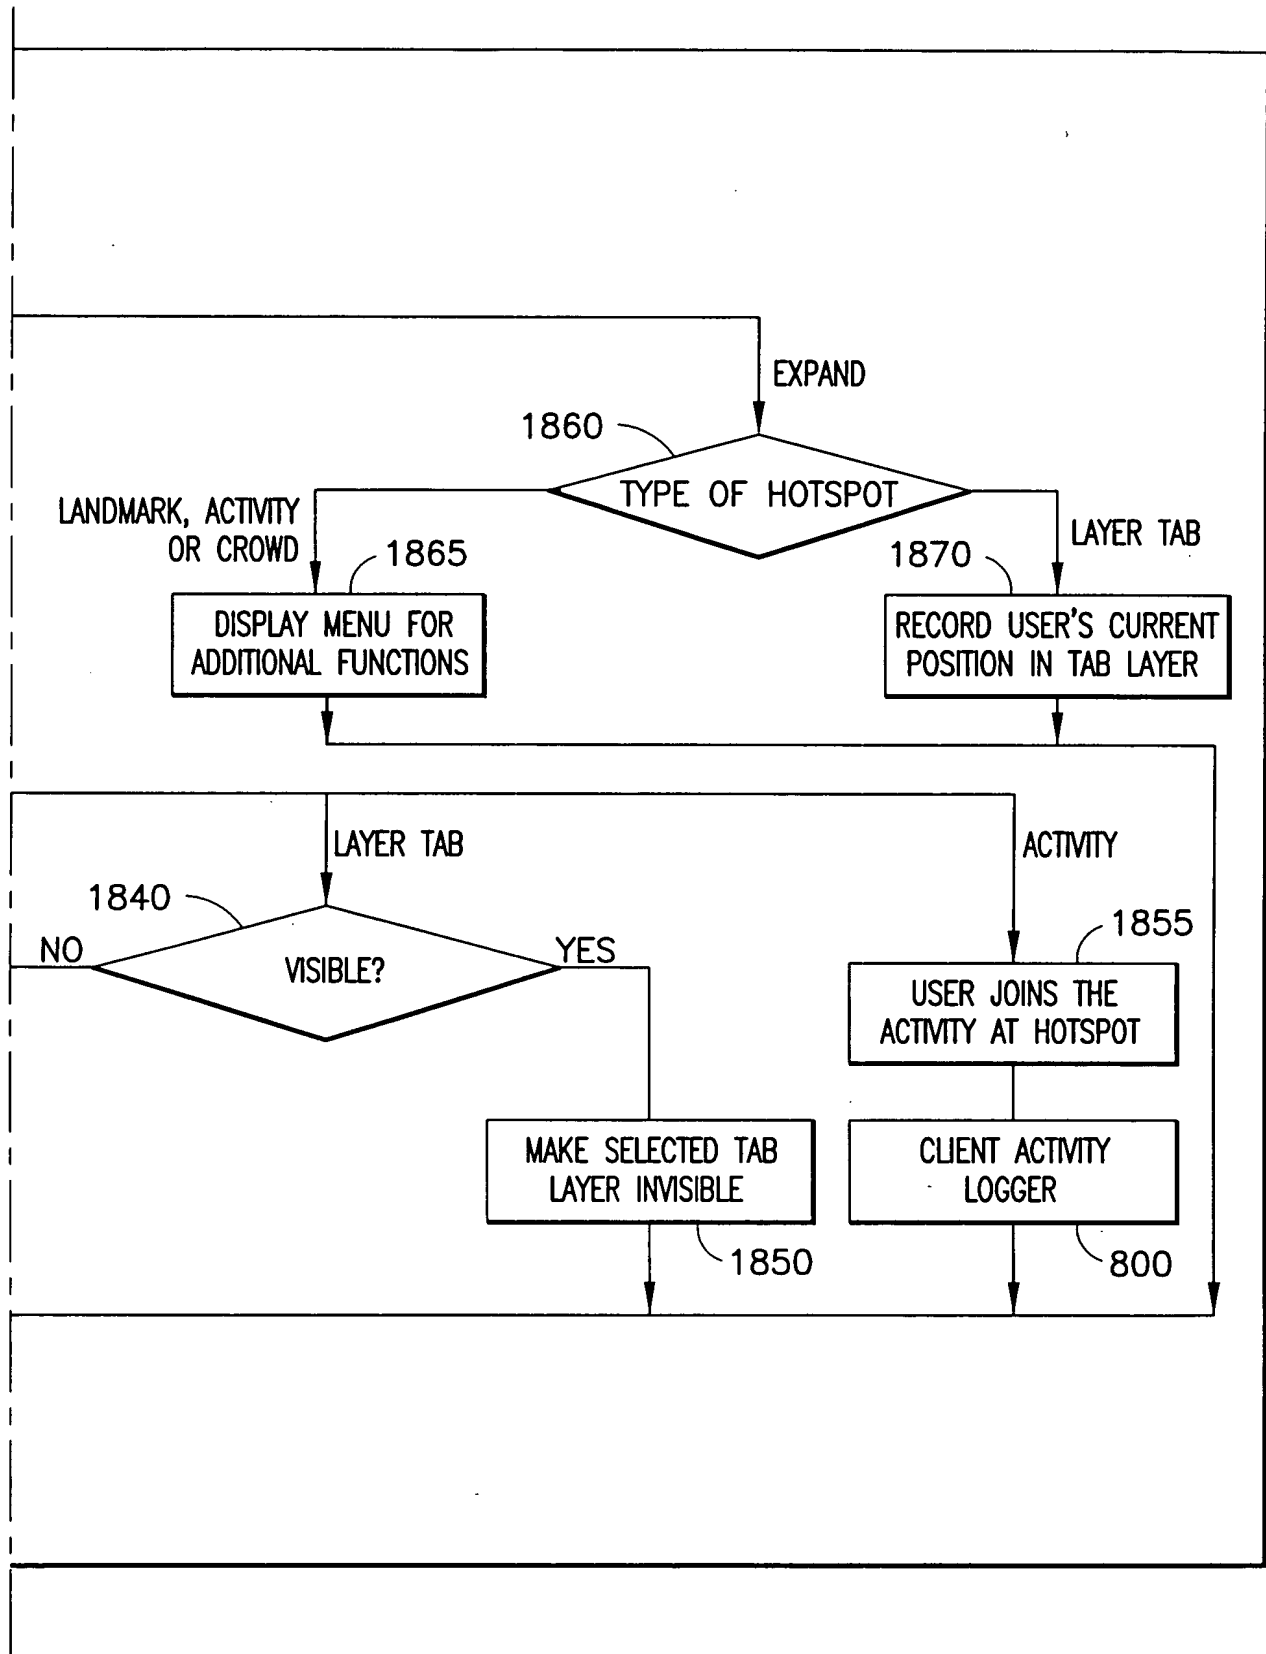 EXPAND
1860
TYPE OF HOTSPOT
LANDMARK, ACTIVITY
OR CROWD
1865
LAYER TAB
1870
DISPLAY MENU FOR
ADDITIONAL FUNCTIONS
RECORD USER'S CURRENT
POSITION IN TAB LAYER
LAYER TAB
ACTIVITY
1840
NO
VISIBLE?
YES
1855
USER JOINS THE
ACTIVITY AT HOTSPOT
MAKE SELECTED TAB
LAYER INVISIBLE
1850
CLIENT ACTIVITY
LOGGER
800